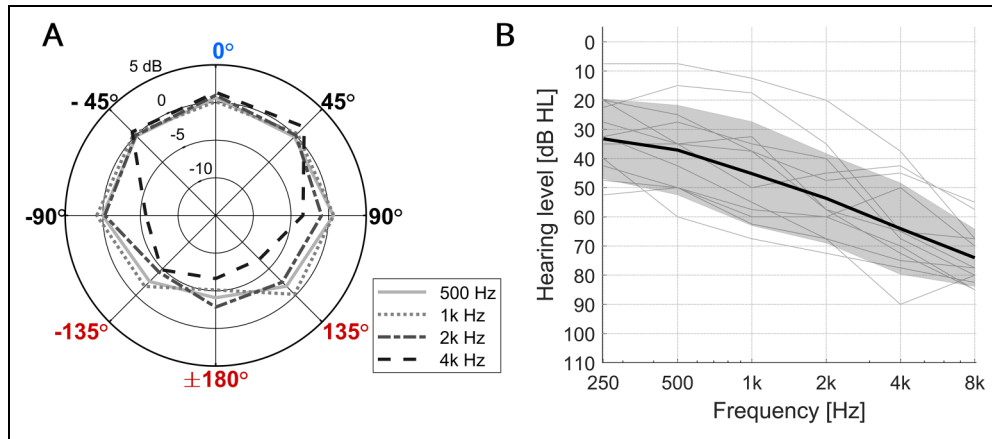 A
0°
5 dB
- 45°
45°
0
-5
-10
-90°
90°
-135°
135°
±180°
500 Hz
1k Hz
2k Hz
4k Hz
B
Hearing level [dB HL]
0
10
20
30
40
50
60
70
80
90
100
110
250 500 1k 2k 4k 8k
Frequency [Hz]